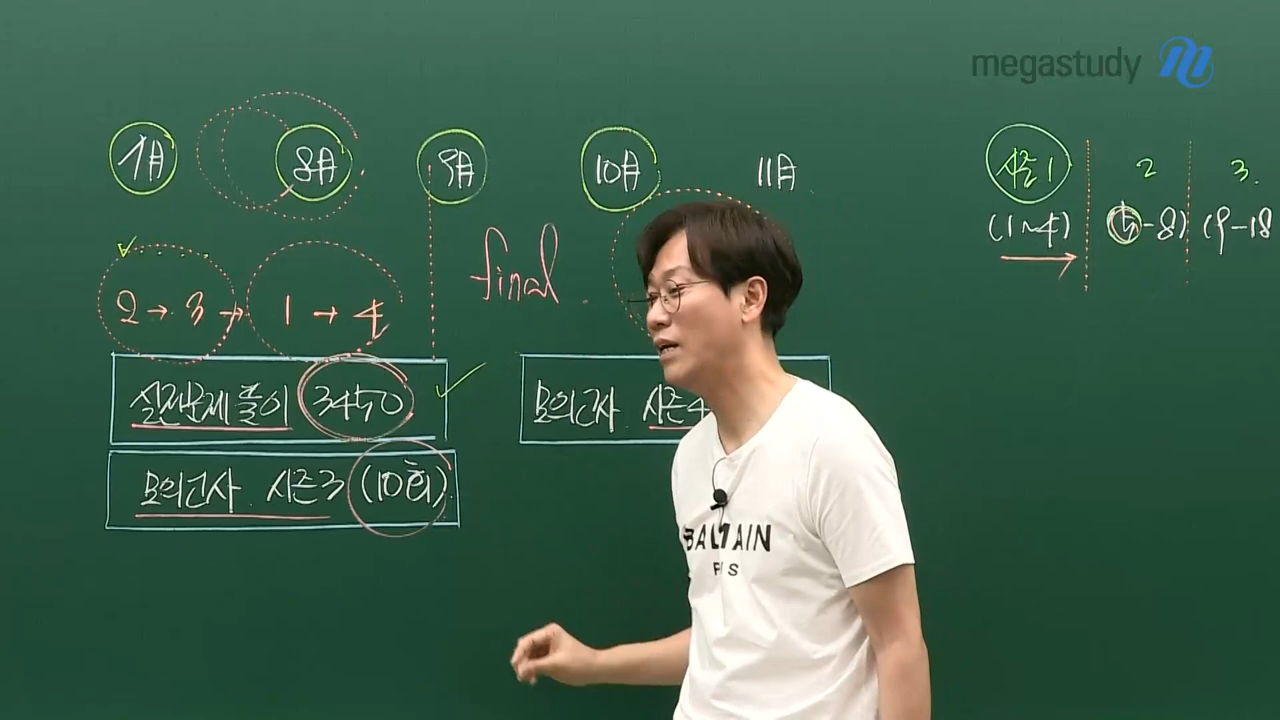 megastudy
7月 8月 9月 10月 11月
시즌1 2 3.
(1~4) (5-8) (9-18
final
2 → 3 → 1 → 4
실전문제풀이 3450
모의고사 시즌4
모의고사 시즌3 (10회)
BALMAIN